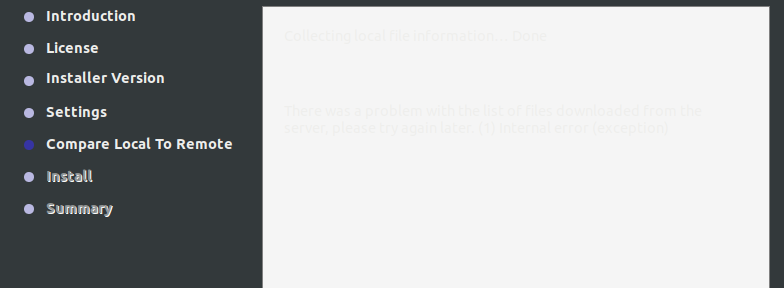 Introduction
License
Installer Version
Settings
Compare Local To Remote
Install
Summary
Collecting local file information... Done
There was a problem with the list of files downloaded from the
server, please try again later. (1) Internal error (exception)